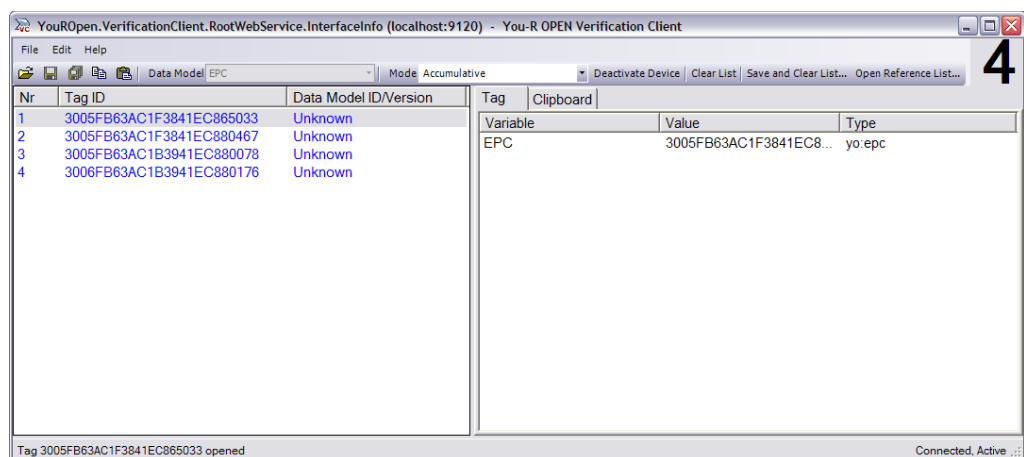 YouROpen.VerificationClient.RootWebService.InterfaceInfo (localhost:9120) - You-R OPEN Verification Client
File Edit Help
4
Data Model EPC Mode Accumulative Deactivate Device Clear List Save and Clear List... Open Reference List...
Nr Tag ID Data Model ID/Version
1 3005FB63AC1F3841EC865033 Unknown
2 3005FB63AC1F3841EC880467 Unknown
3 3005FB63AC1B3941EC880078 Unknown
4 3006FB63AC1B3941EC880176 Unknown
Tag Clipboard
Variable Value Type
EPC 3005FB63AC1F3841EC8... yo:epc
Tag 3005FB63AC1F3841EC865033 opened Connected, Active